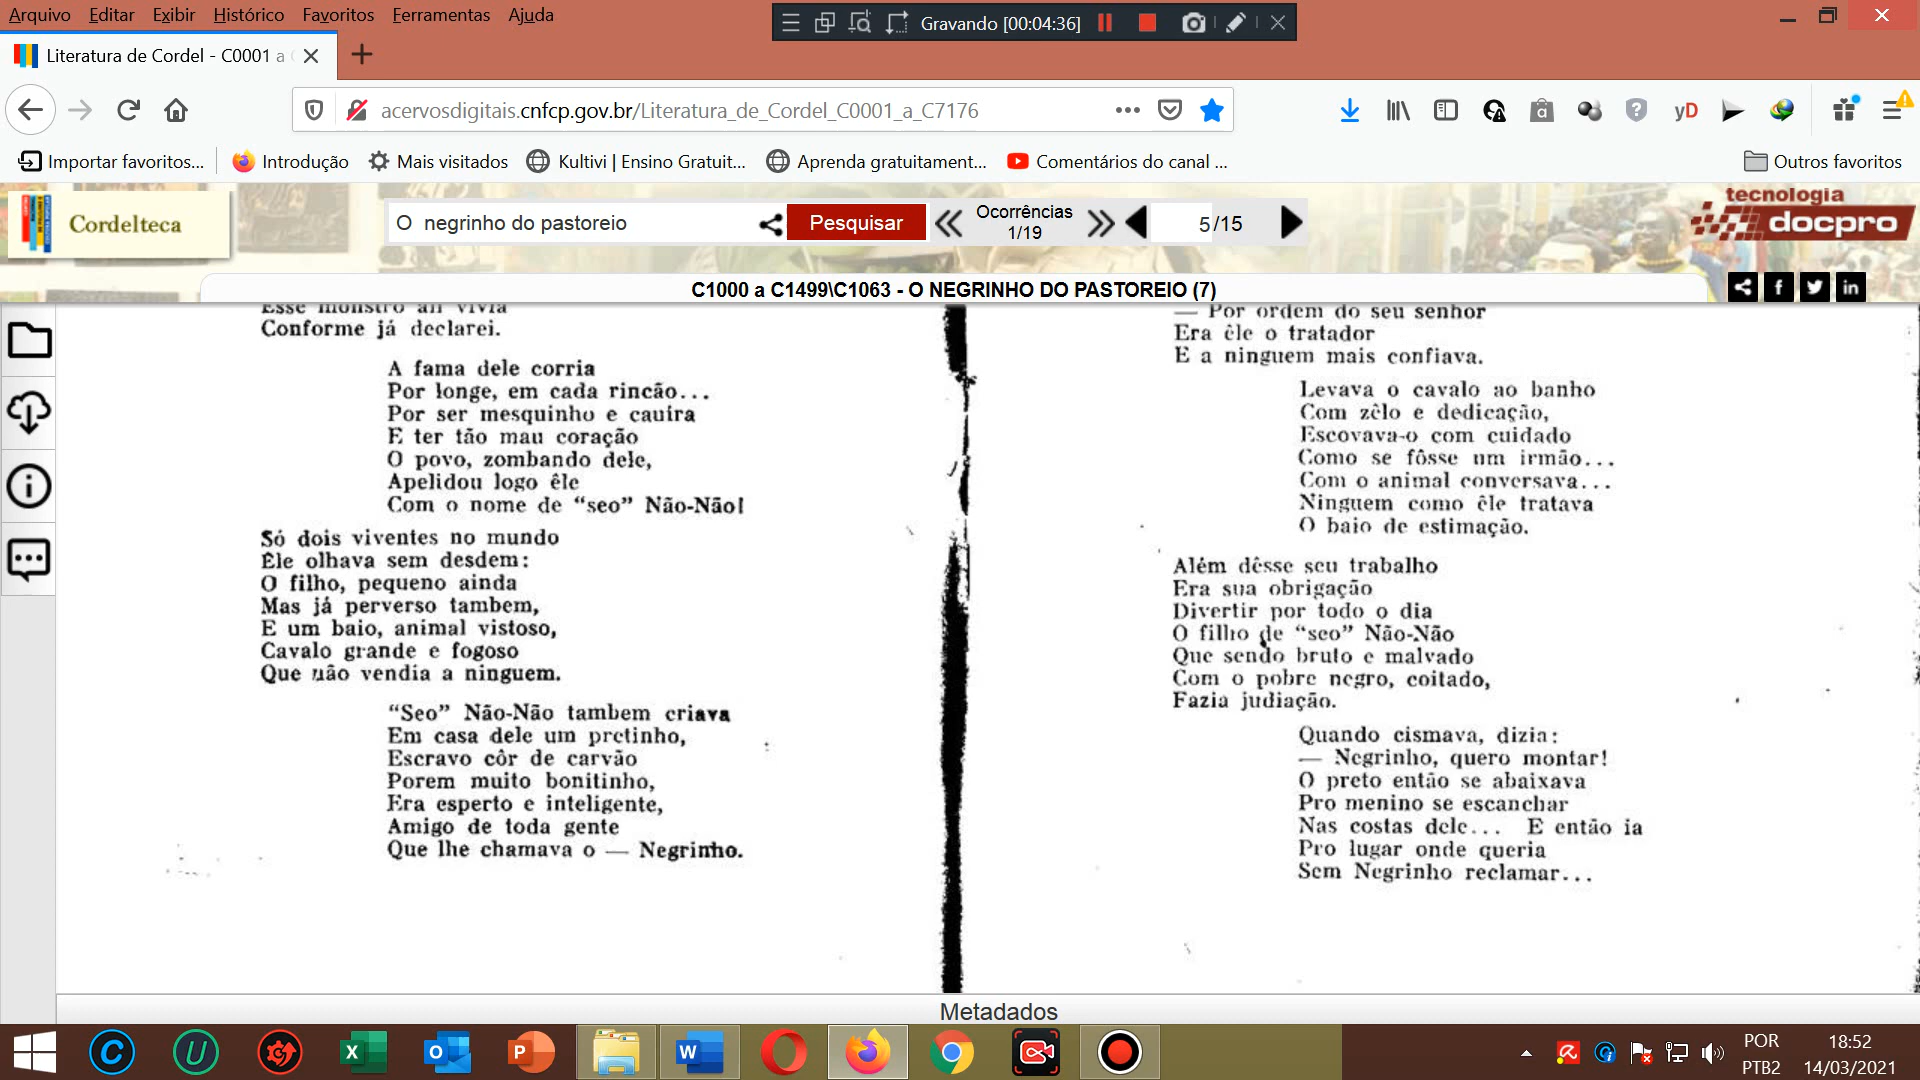 Arquivo Editar Exibir Histórico Favoritos Ferramentas Ajuda
Gravando [00:04:36]
Literatura de Cordel - C0001 a
acervosdigitais.cnfcp.gov.br/Literatura_de_Cordel_C0001_a_C7176
yD
Importar favoritos... Introdução Mais visitados Kultivi | Ensino Gratuit... Aprenda gratuitament... Comentários do canal ... Outros favoritos
Cordelteca
O negrinho do pastoreio
Pesquisar
Ocorrências
1/19
5 /15
tecnologia
docpro
C1000 a C1499\C1063 - O NEGRINHO DO PASTOREIO (7)
Esse monstro ali vivia
Conforme já declarei.
A fama dele corria
Por longe, em cada rincão...
Por ser mesquinho e cauira
E ter tão mau coração
O povo, zombando dele,
Apelidou logo êle
Com o nome de “seo” Não-Não!
Só dois viventes no mundo
Êle olhava sem desdem:
O filho, pequeno ainda
Mas já perverso tambem,
E um baio, animal vistoso,
Cavalo grande e fogoso
Que não vendia a ninguem.
“Seo” Não-Não tambem criava
Em casa dele um pretinho,
Escravo côr de carvão
Porem muito bonitinho,
Era esperto e inteligente,
Amigo de toda gente
Que lhe chamava o — Negrinho.
— Por ordem do seu senhor
Era êle o tratador
E a ninguem mais confiava.
Levava o cavalo ao banho
Com zêlo e dedicação,
Escovava-o com cuidado
Como se fôsse um irmão...
Com o animal conversava...
Ninguem como êle tratava
O baio de estimação.
Além dêsse seu trabalho
Era sua obrigação
Divertir por todo o dia
O filho de “seo” Não-Não
Que sendo bruto e malvado
Com o pobre negro, coitado,
Fazia judiação.
Quando cismava, dizia:
— Negrinho, quero montar!
O preto então se abaixava
Pro menino se escanchar
Nas costas dele... E então ia
Pro lugar onde queria
Sem Negrinho reclamar...
Metadados
POR
PTB2
18:52
14/03/2021